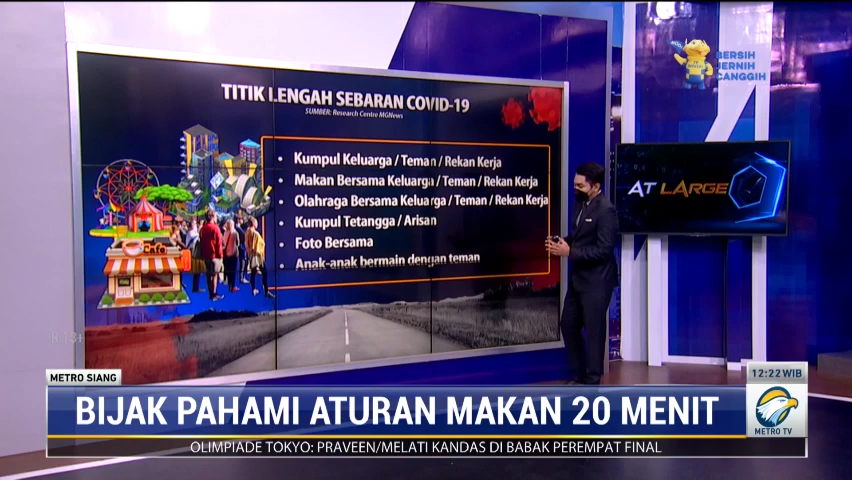 BERSIH
JERNIH
CANGGIH
TITIK LENGAH SEBARAN COVID-19
SUMBER: Research Centre MGNews
• Kumpul Keluarga / Teman / Rekan Kerja
• Makan Bersama Keluarga / Teman / Rekan Kerja
• Olahraga Bersama Keluarga / Teman / Rekan Kerja
• Kumpul Tetangga / Arisan
• Foto Bersama
• Anak-anak bermain dengan teman
Cafe
AT LARGE
METRO SIANG
12:22 WIB
BIJAK PAHAMI ATURAN MAKAN 20 MENIT
METRO TV
OLIMPIADE TOKYO: PRAVEEN/MELATI KANDAS DI BABAK PEREMPAT FINAL